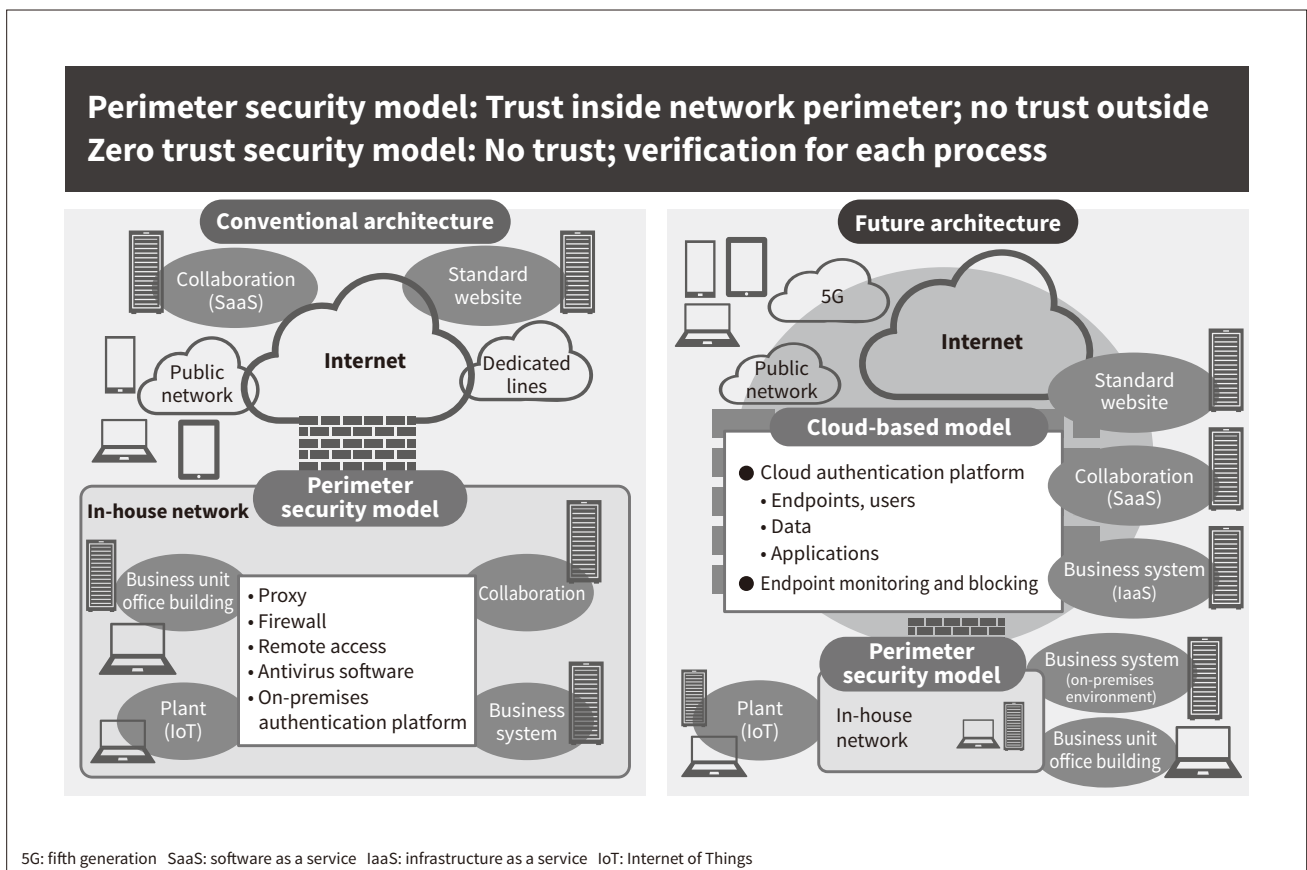 Perimeter security model: Trust inside network perimeter; no trust outside
Zero trust security model: No trust; verification for each process
Conventional architecture
Collaboration
(SaaS)
Standard
website
Internet
Public
network
Dedicated
lines
Perimeter
security model
In-house network
Business unit
office building
• Proxy
• Firewall
• Remote access
• Antivirus software
• On-premises
authentication platform
Collaboration
Plant
(IoT)
Business
system
Future architecture
5G
Internet
Public
network
Standard
website
Cloud-based model
● Cloud authentication platform
• Endpoints, users
• Data
• Applications
● Endpoint monitoring and blocking
Collaboration
(SaaS)
Business system
(IaaS)
Perimeter
security model
Business system
(on-premises
environment)
Plant
(IoT)
In-house
network
Business unit
office building
5G: fifth generation SaaS: software as a service IaaS: infrastructure as a service IoT: Internet of Things